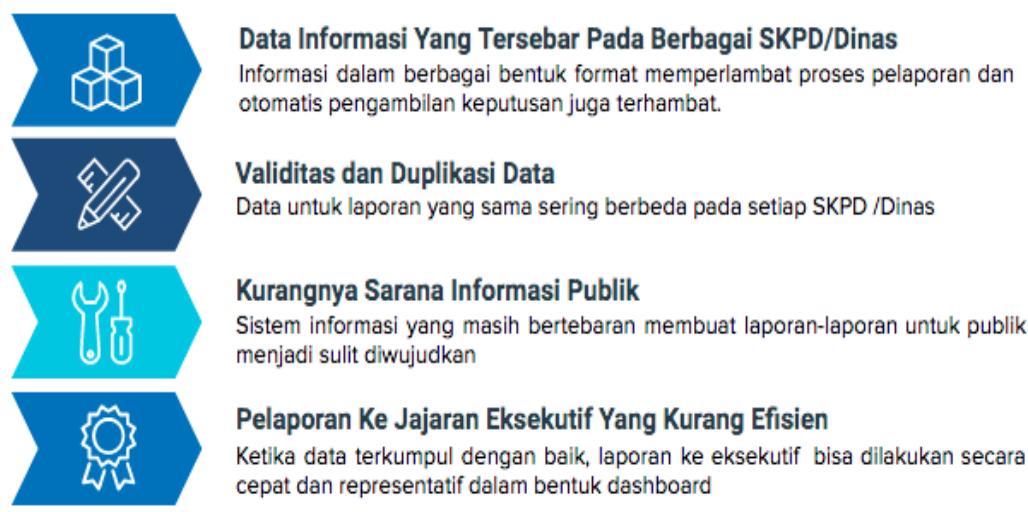 Data Informasi Yang Tersebar Pada Berbagai SKPD/Dinas
Informasi dalam berbagai bentuk format memperlambat proses pelaporan dan
otomatis pengambilan keputusan juga terhambat.
Validitas dan Duplikasi Data
Data untuk laporan yang sama sering berbeda pada setiap SKPD /Dinas
Kurangnya Sarana Informasi Publik
Sistem informasi yang masih bertebaran membuat laporan-laporan untuk publik
menjadi sulit diwujudkan
Pelaporan Ke Jajaran Eksekutif Yang Kurang Efisien
Ketika data terkumpul dengan baik, laporan ke eksekutif bisa dilakukan secara
cepat dan representatif dalam bentuk dashboard